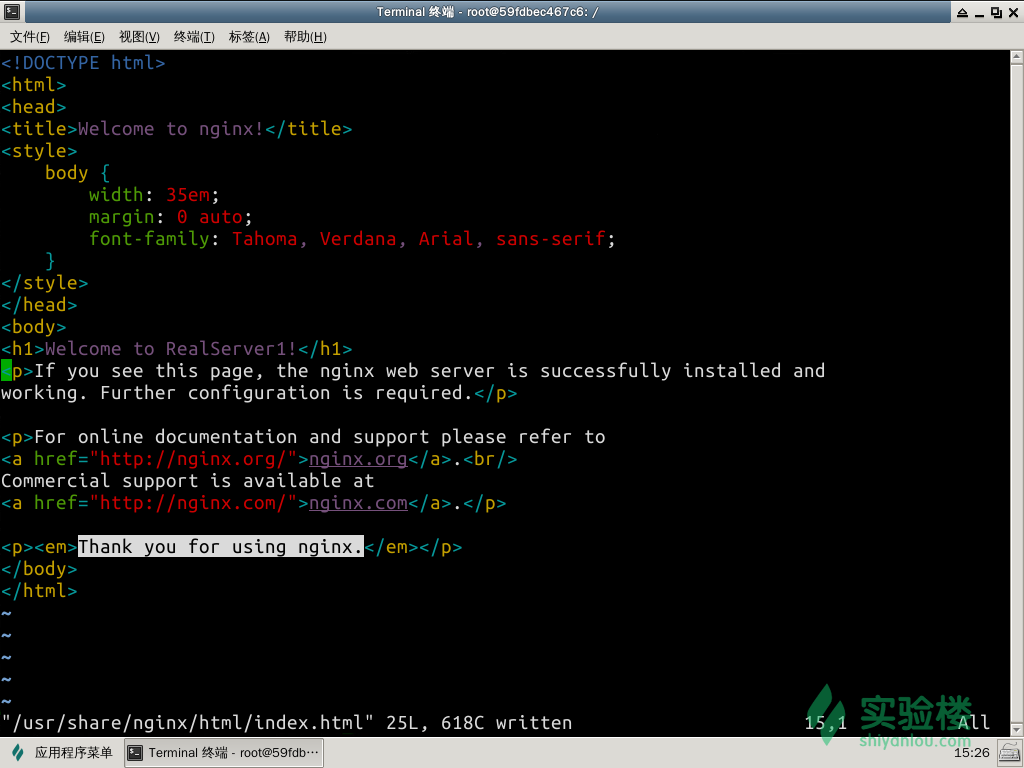 Terminal 终端 - root@59fdbec467c6: /
文件(F) 编辑(E) 视图(V) 终端(T) 标签(A) 帮助(H)
<!DOCTYPE html>
<html>
<head>
<title>Welcome to nginx!</title>
<style>
    body {
        width: 35em;
        margin: 0 auto;
        font-family: Tahoma, Verdana, Arial, sans-serif;
    }
</style>
</head>
<body>
<h1>Welcome to RealServer1!</h1>
<p>If you see this page, the nginx web server is successfully installed and
working. Further configuration is required.</p>

<p>For online documentation and support please refer to
<a href="http://nginx.org/">nginx.org</a>.<br/>
Commercial support is available at
<a href="http://nginx.com/">nginx.com</a>.</p>

<p><em>Thank you for using nginx.</em></p>
</body>
</html>
~
~
~
~
~
"/usr/share/nginx/html/index.html" 25L, 618C written 15,1 All
实验楼
shiyanlou.com
应用程序菜单 Terminal 终端 - root@59fdb··· 15:26